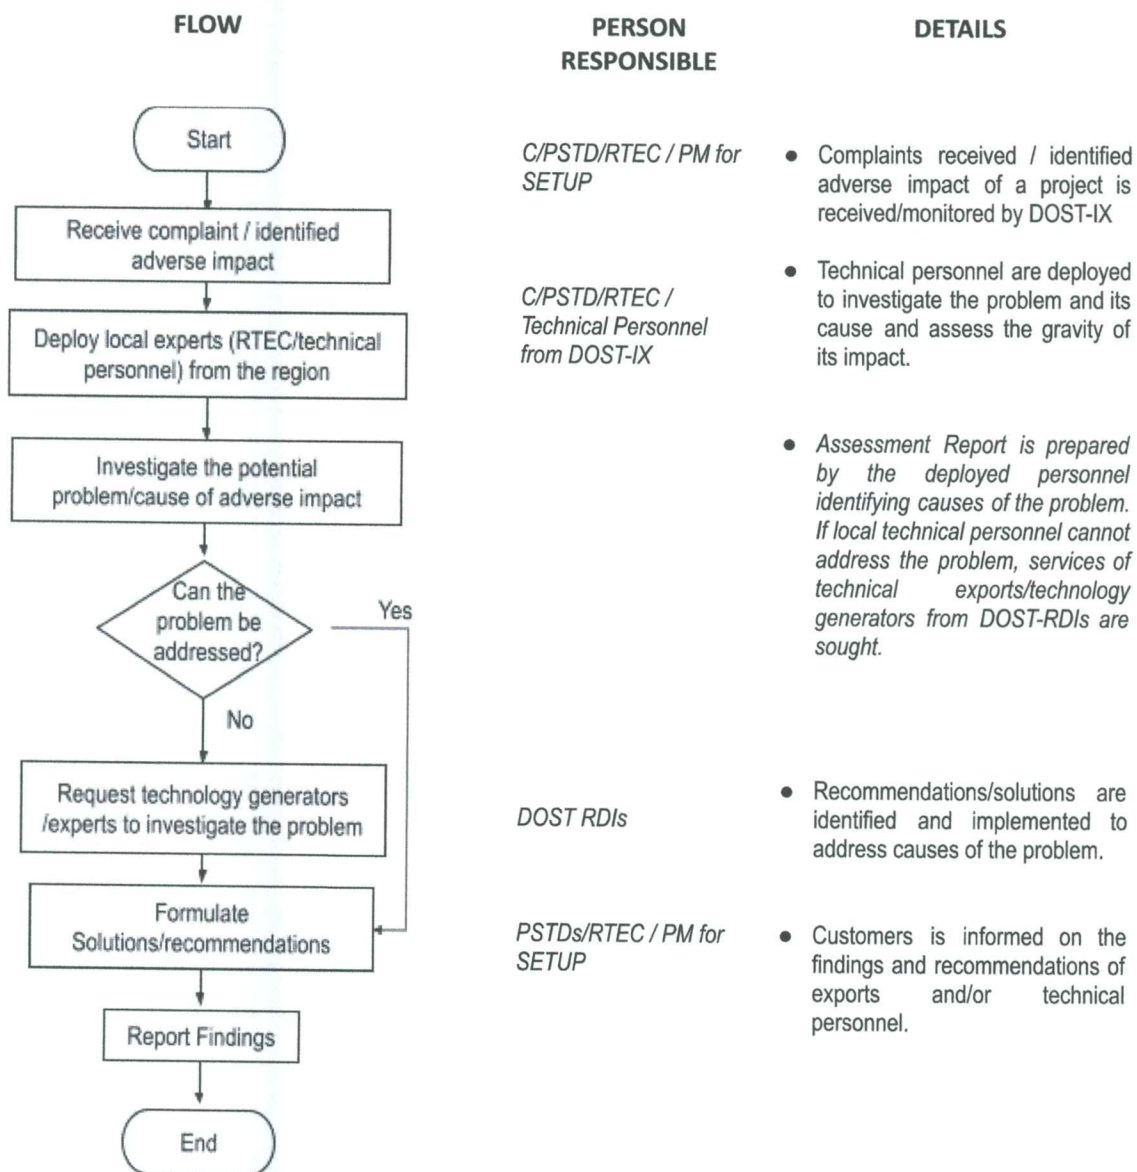 FLOW
PERSON
RESPONSIBLE
DETAILS
Start
C/PSTD/RTEC / PM for
SETUP
● Complaints received / identified
adverse impact of a project is
received/monitored by DOST-IX
Receive complaint / identified
adverse impact
C/PSTD/RTEC /
Technical Personnel
from DOST-IX
● Technical personnel are deployed
to investigate the problem and its
cause and assess the gravity of
its impact.
Deploy local experts (RTEC/technical
personnel) from the region
Investigate the potential
problem/cause of adverse impact
● Assessment Report is prepared
by the deployed personnel
identifying causes of the problem.
If local technical personnel cannot
address the problem, services of
technical exports/technology
generators from DOST-RDIs are
sought.
Can the
problem be
addressed?
Yes
No
Request technology generators
/experts to investigate the problem
DOST RDIs
● Recommendations/solutions are
identified and implemented to
address causes of the problem.
Formulate
Solutions/recommendations
PSTDs/RTEC / PM for
SETUP
● Customers is informed on the
findings and recommendations of
exports and/or technical
personnel.
Report Findings
End